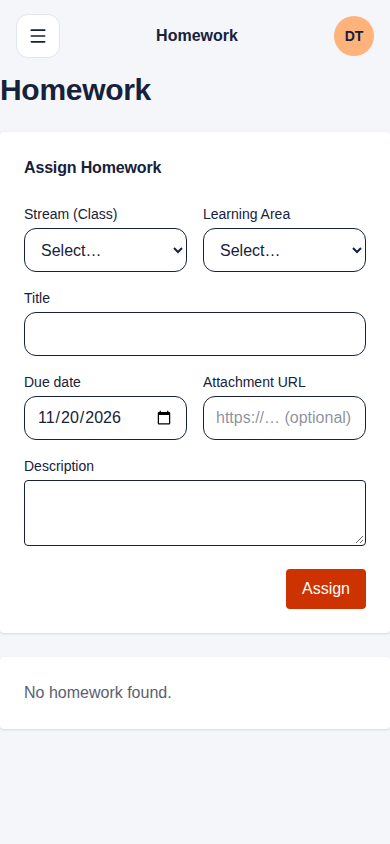 Homework
DT
Homework
Assign Homework
Stream (Class)
Learning Area
Select…
Select…
Title
Due date
Attachment URL
11/20/2026
https://… (optional)
Description
Assign
No homework found.